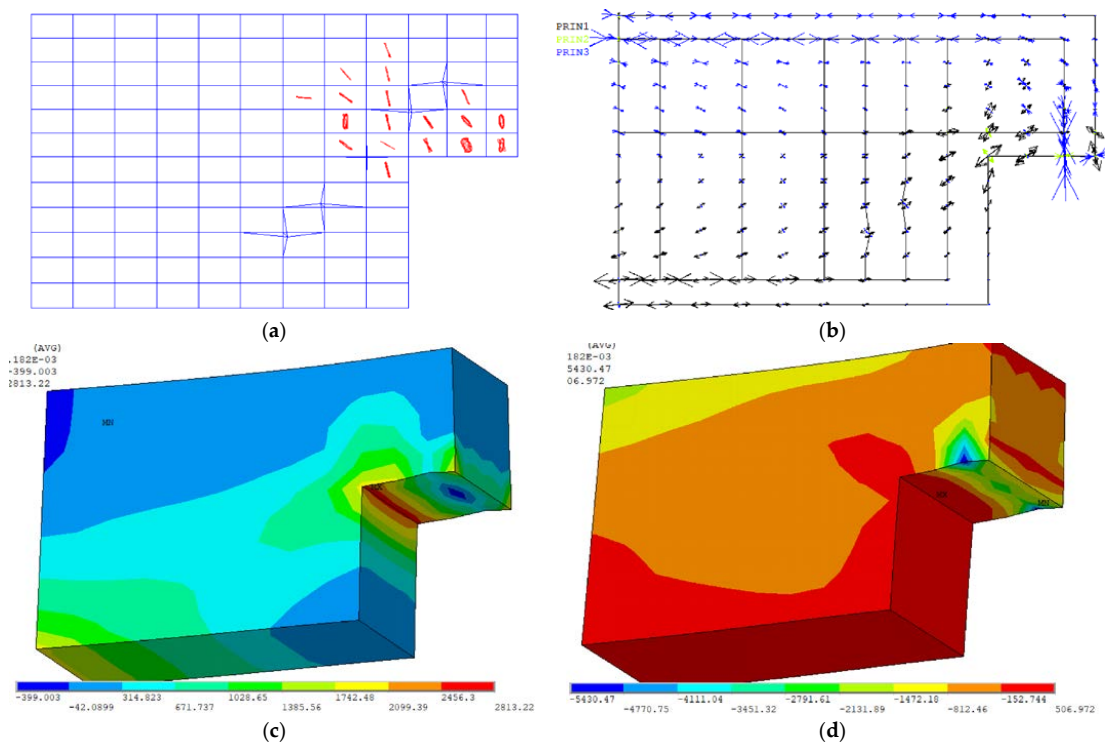 PRIN1
PRIN2
PRIN3
(a)
(b)
(AVG)
.182E-03
-399.003
2813.22
MN
(AVG)
182E-03
5430.47
06.972
-399.003
314.823
1028.65
1742.48
2456.3
-42.0899
671.737
1385.56
2099.39
2813.22
-5430.47
-4111.04
-2791.61
-1472.18
-152.744
-4770.75
-3451.32
-2131.89
-812.46
506.972
(c)
(d)